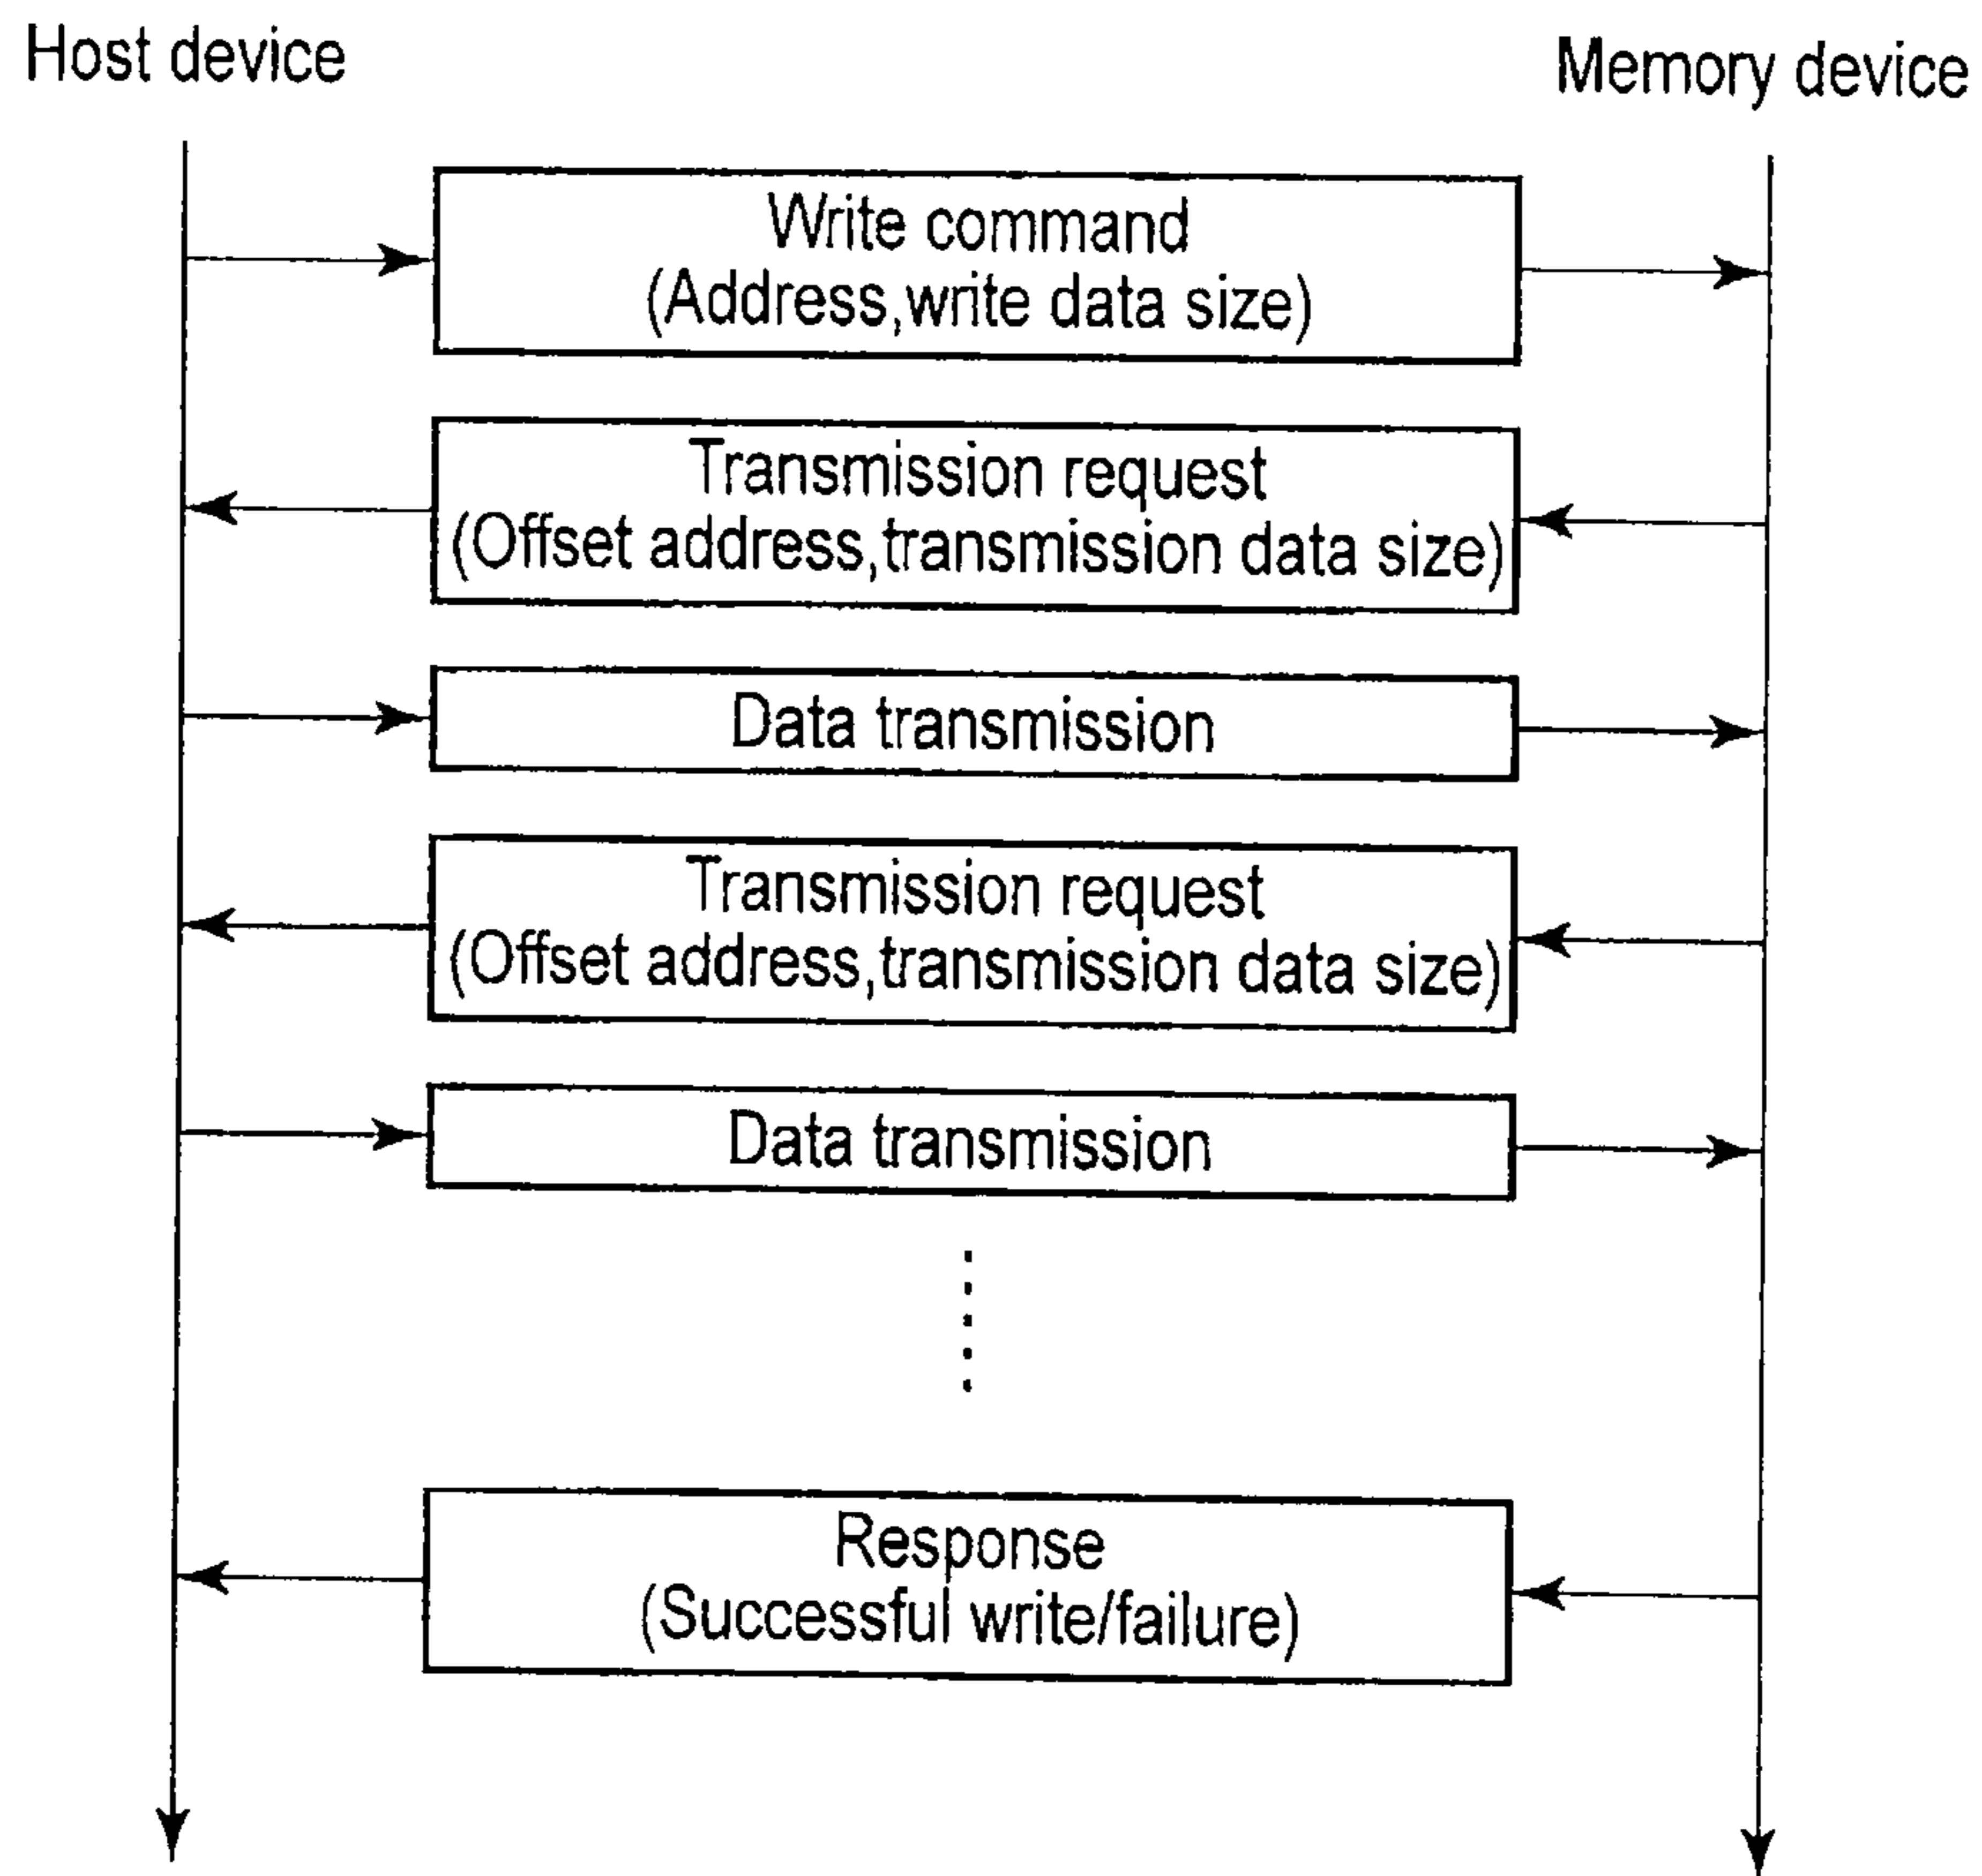 Host device
Memory device
Write command
(Address,write data size)
Transmission request
(Offset address,transmission data size)
Data transmission
Transmission request
(Offset address,transmission data size)
Data transmission
Response
(Successful write/failure)